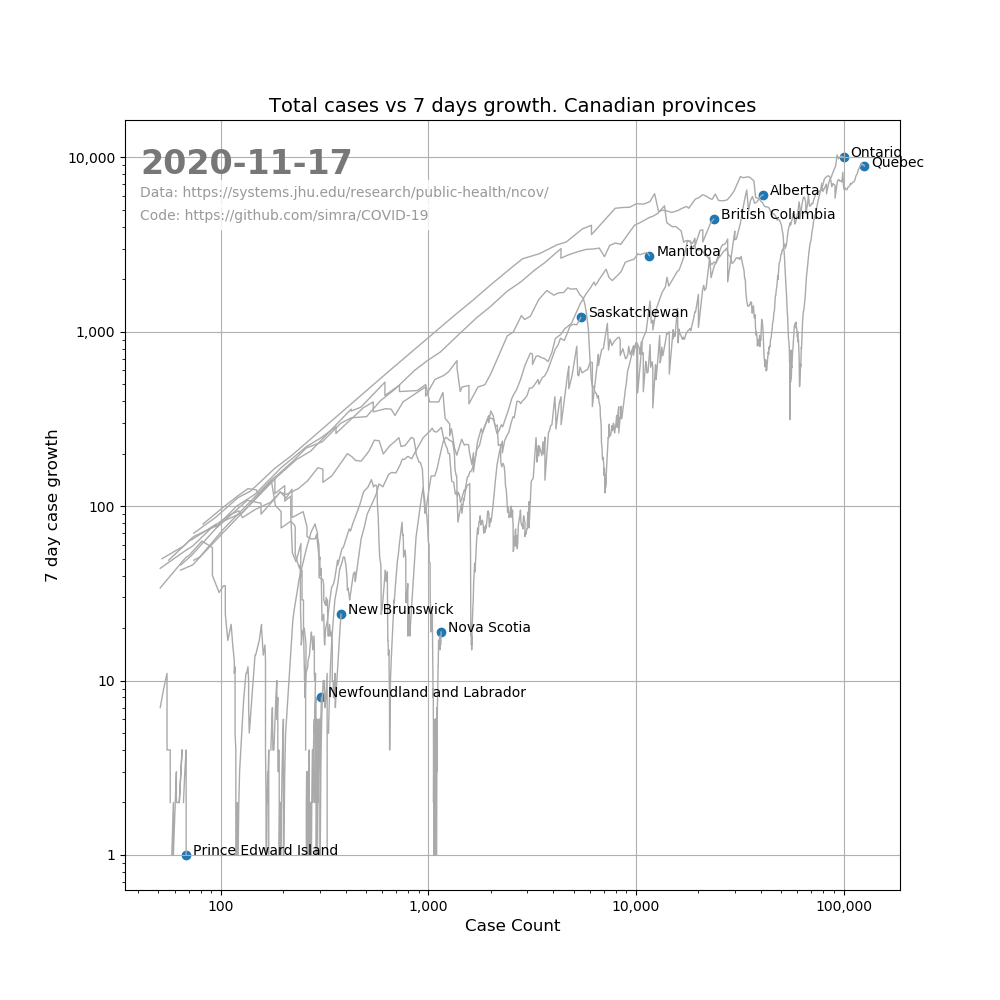 Total cases vs 7 days growth. Canadian provinces
2020-11-17
Data: https://systems.jhu.edu/research/public-health/ncov/
Code: https://github.com/simra/COVID-19
10,000
1,000
100
10
1
7 day case growth
Ontario
Quebec
Alberta
British Columbia
Manitoba
Saskatchewan
New Brunswick
Nova Scotia
Newfoundland and Labrador
Prince Edward Island
100
1,000
10,000
100,000
Case Count